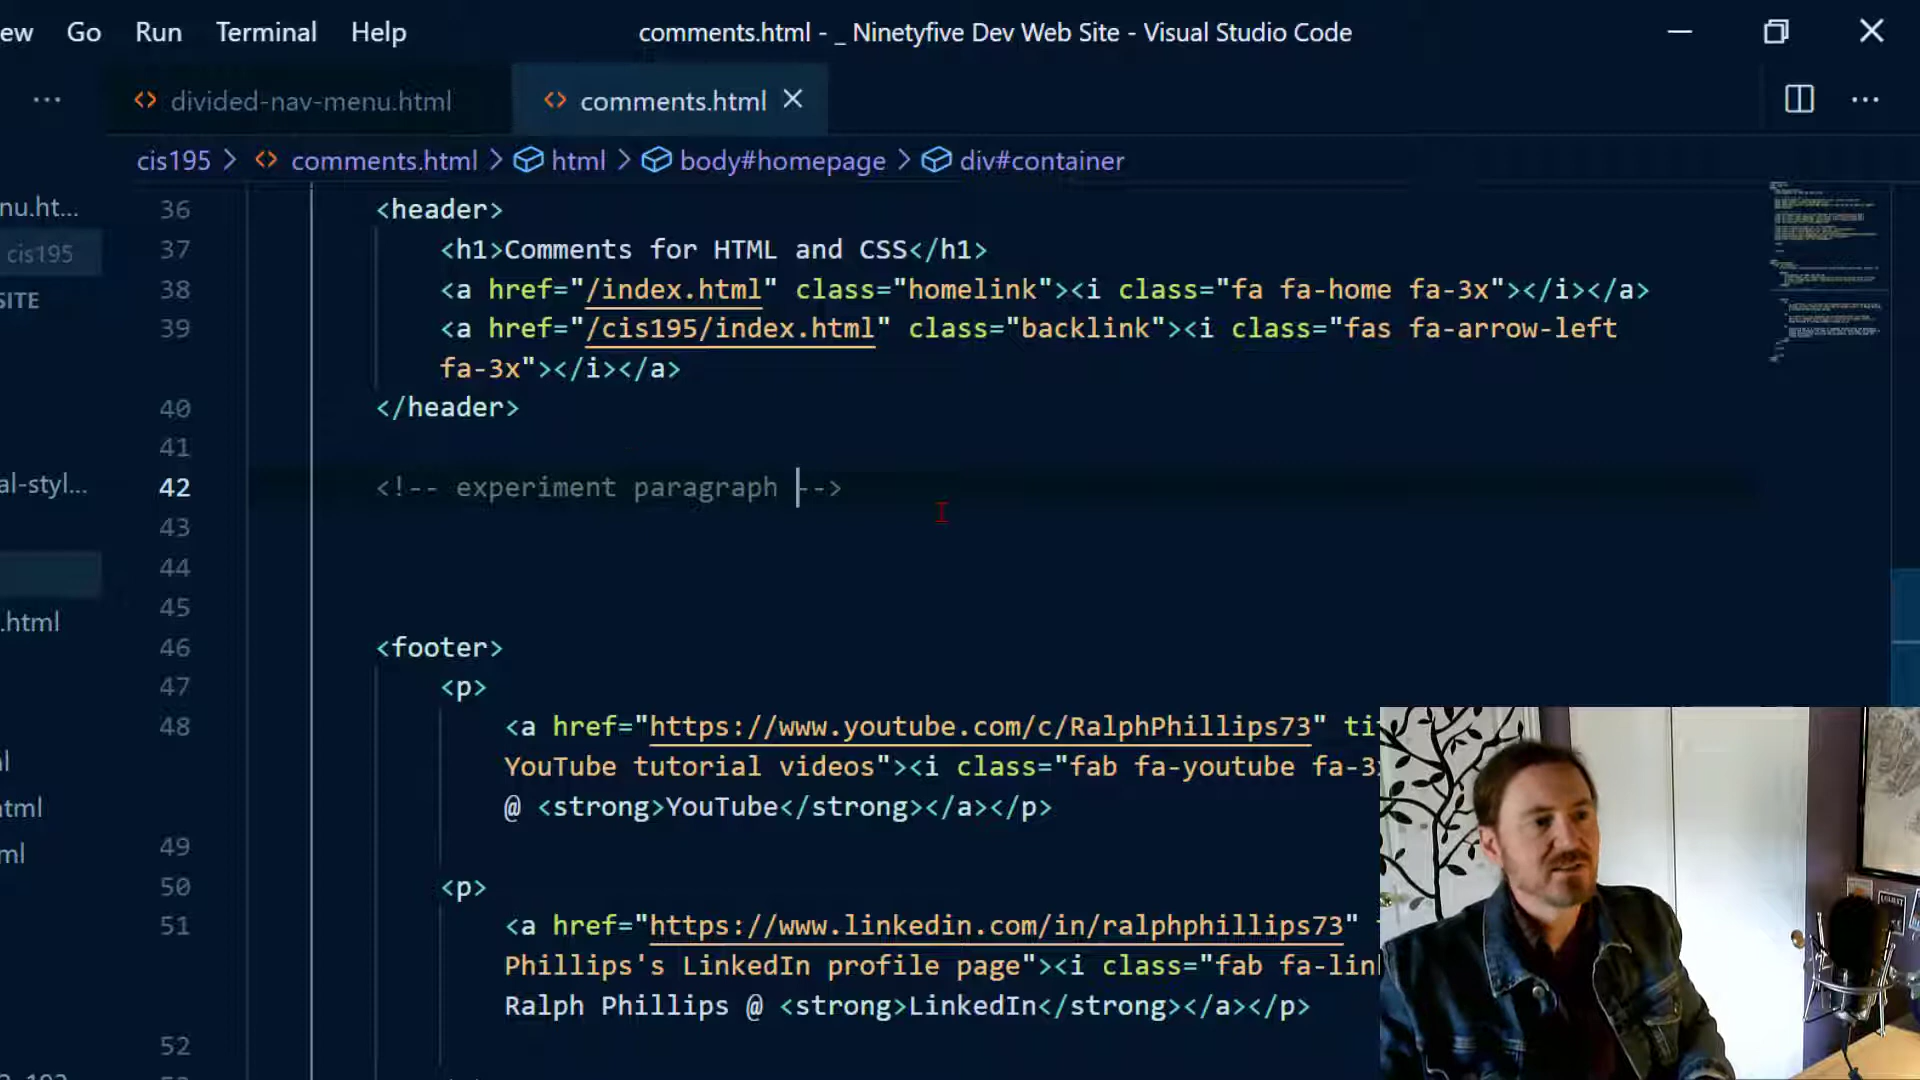 ew Go Run Terminal Help comments.html - _ Ninetyfive Dev Web Site - Visual Studio Code
... divided-nav-menu.html comments.html ...
cis195 > comments.html > html > body#homepage > div#container
nu.ht...
cis195
SITE
al-styl...
.html
html
ml
36 <header>
37 <h1>Comments for HTML and CSS</h1>
38 <a href="/index.html" class="homelink"><i class="fa fa-home fa-3x"></i></a>
39 <a href="/cis195/index.html" class="backlink"><i class="fas fa-arrow-left
fa-3x"></i></a>
40 </header>
41
42 <!-- experiment paragraph -->
43
44
45
46 <footer>
47 <p>
48 <a href="https://www.youtube.com/c/RalphPhillips73" ti
YouTube tutorial videos"><i class="fab fa-youtube fa-3x
@ <strong>YouTube</strong></a></p>
49
50 <p>
51 <a href="https://www.linkedin.com/in/ralphphillips73" t
Phillips's LinkedIn profile page"><i class="fab fa-lin
Ralph Phillips @ <strong>LinkedIn</strong></a></p>
52